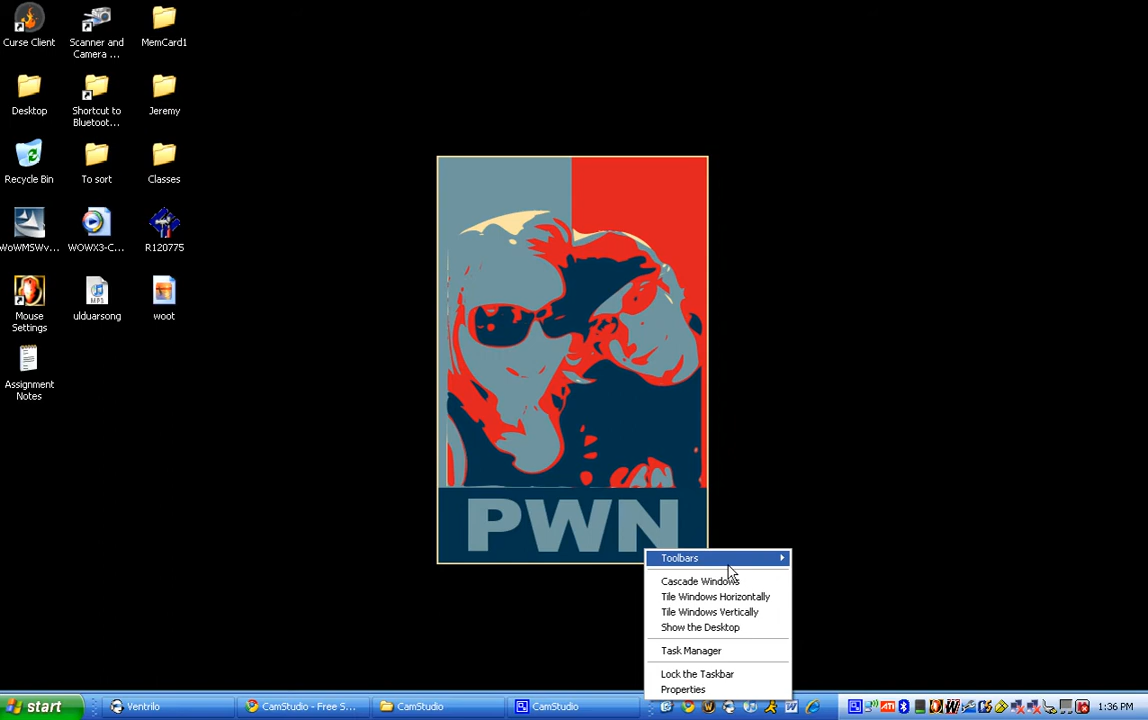 Curse Client
Scanner and
Camera ...
MemCard1
Desktop
Shortcut to
Bluetoot...
Jeremy
Recycle Bin
To sort
Classes
WoWM5Wv...
WOWX3-C...
R120775
Mouse
Settings
ulduarsong
woot
Assignment
Notes
PWN
Toolbars
Cascade Windows
Tile Windows Horizontally
Tile Windows Vertically
Show the Desktop
Task Manager
Lock the Taskbar
Properties
start
Ventrilo
CamStudio - Free S...
CamStudio
CamStudio
1:36 PM